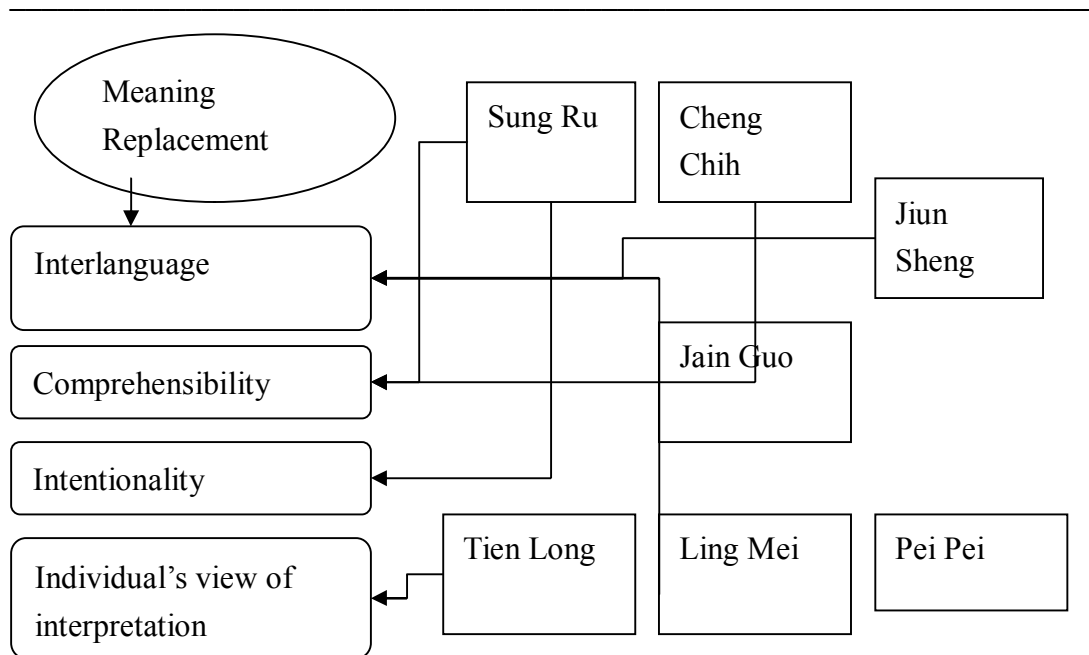 Meaning
Replacement
Sung Ru
Cheng
Chih
Jiun
Sheng
Interlanguage
Jain Guo
Comprehensibility
Intentionality
Tien Long
Ling Mei
Pei Pei
Individual’s view of
interpretation